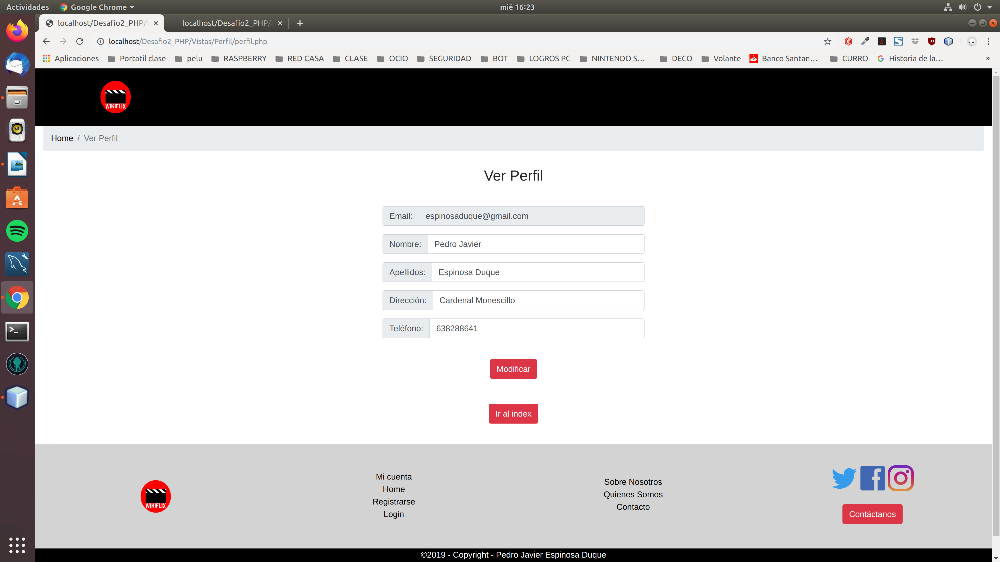 Actividades Google Chrome mié 16:23
localhost/Desafio2_PHP/ localhost/Desafio2_PHP/
localhost/Desafio2_PHP/Vistas/Perfil/perfil.php
Aplicaciones Portatil clase pelu RASPBERRY RED CASA CLASE OCIO SEGURIDAD BOT LOGROS PC NINTENDO S... DECO Volante Banco Santan... CURRO Historia de la... »
WIKIFLIX
Home / Ver Perfil
Ver Perfil
Email: espinosaduque@gmail.com
Nombre: Pedro Javier
Apellidos: Espinosa Duque
Dirección: Cardenal Monescillo
Teléfono: 638288641
Modificar
Ir al index
WIKIFLIX
Mi cuenta
Home
Registrarse
Login
Sobre Nosotros
Quienes Somos
Contacto
Contáctanos
©2019 - Copyright - Pedro Javier Espinosa Duque